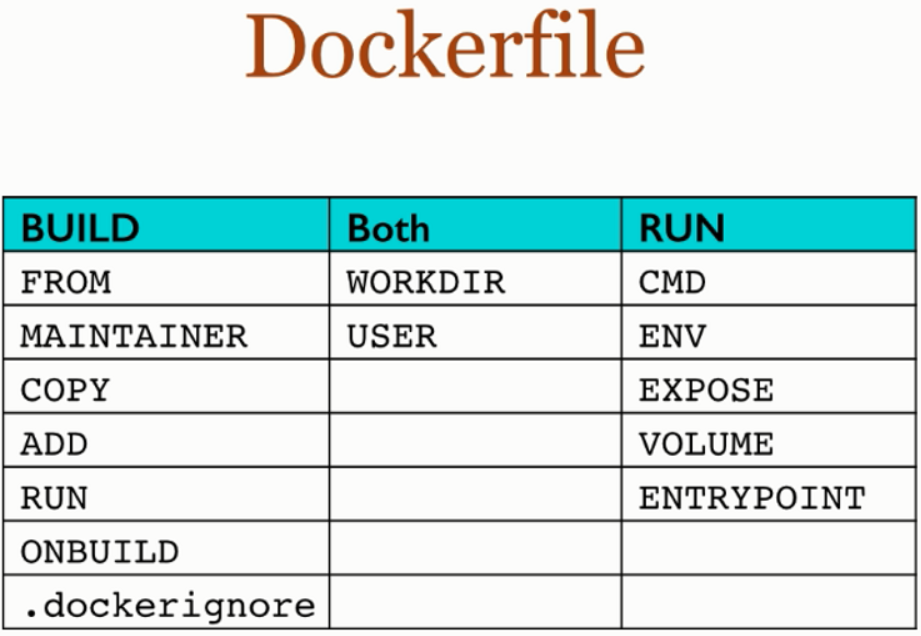 Dockerfile
BUILD Both RUN
FROM WORKDIR CMD
MAINTAINER USER ENV
COPY EXPOSE
ADD VOLUME
RUN ENTRYPOINT
ONBUILD
.dockerignore